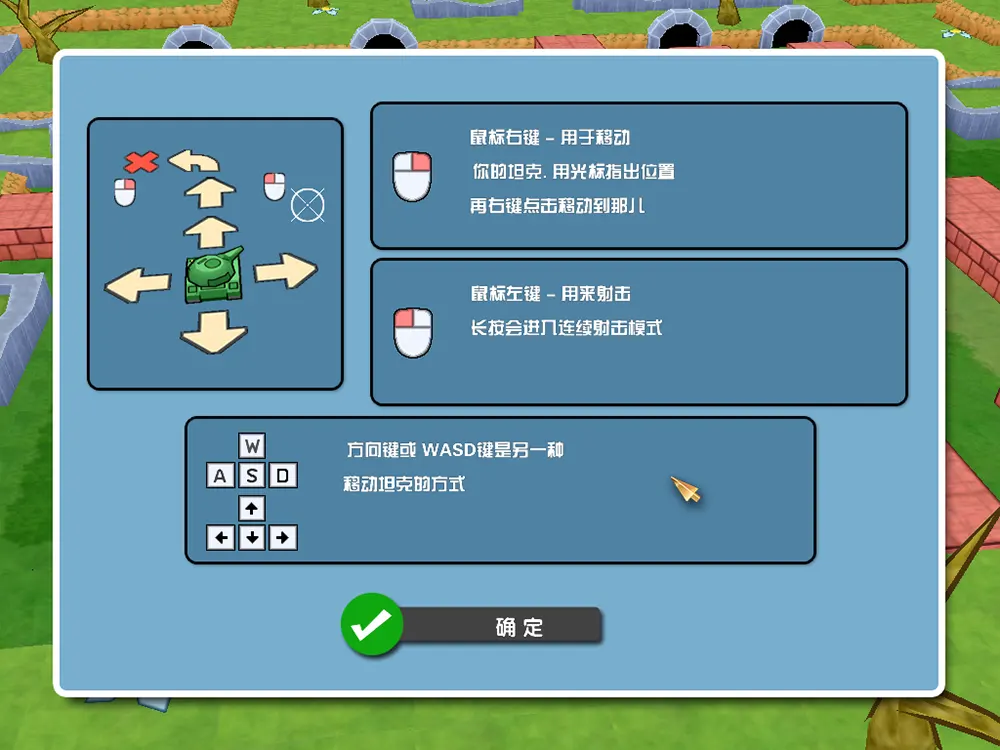 鼠标右键 – 用于移动
你的坦克. 用光标指出位置
再右键点击移动到那儿
鼠标左键 – 用来射击
长按会进入连续射击模式
W
A S D
方向键或 WASD键是另一种
移动坦克的方式
确 定